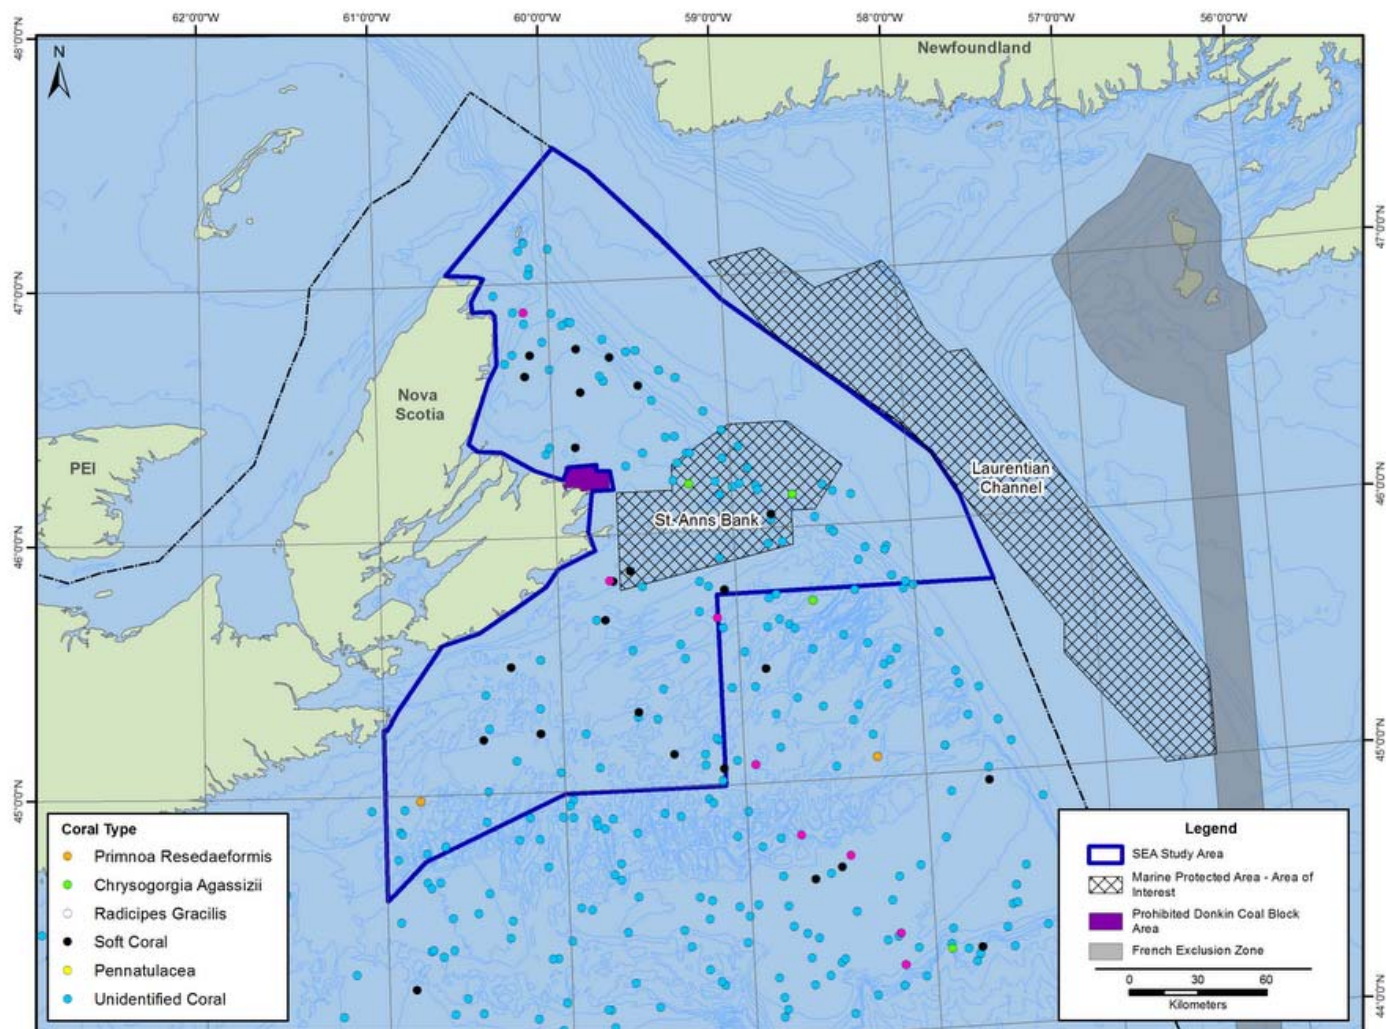 62°0'0"W
61°0'0"W
60°0'0"W
59°0'0"W
58°0'0"W
57°0'0"W
56°0'0"W
48°0'0"N
N
Newfoundland
47°0'0"N
47°0'0"N
Nova
Scotia
PEI
Laurentian
Channel
46°0'0"N
St. Anns Bank
46°0'0"N
45°0'0"N
45°0'0"N
Coral Type
Primnoa Resedaeformis
Chrysogorgia Agassizii
Radicipes Gracilis
Soft Coral
Pennatulacea
Unidentified Coral
Legend
SEA Study Area
Marine Protected Area - Area of
Interest
Prohibited Donkin Coal Block
Area
French Exclusion Zone
0 30 60
Kilometers
44°0'0"N